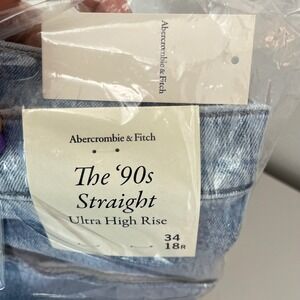 Abercrombie & Fitch
Abercrombie & Fitch
The ‘90s
Straight
Ultra High Rise
34
18R